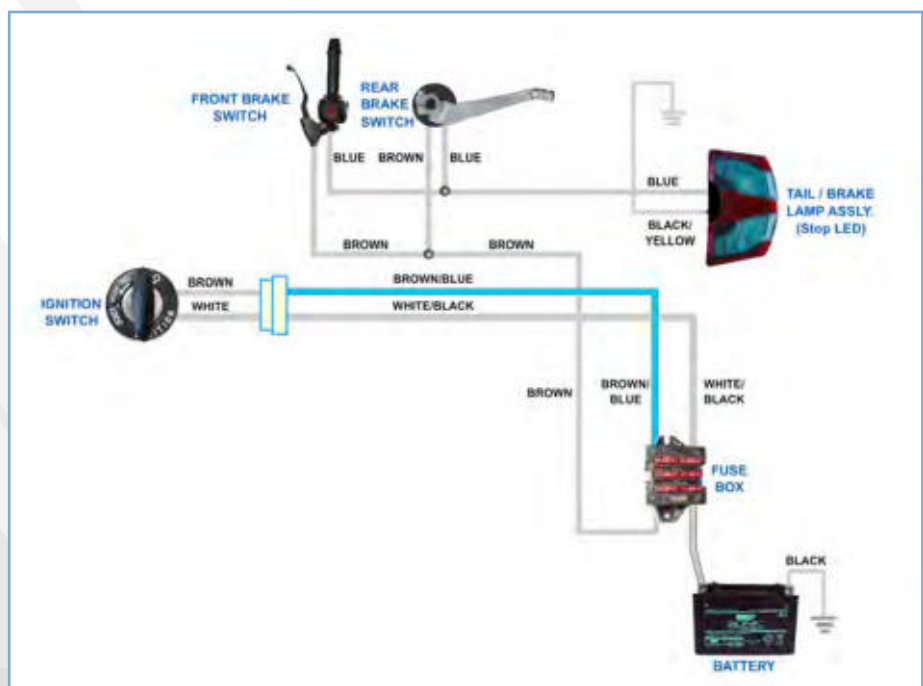 FRONT BRAKE
SWITCH
REAR
BRAKE
SWITCH
BLUE
BROWN
BLUE
BLUE
TAIL / BRAKE
LAMP ASSLY.
(Stop LED)
BLACK/
YELLOW
BROWN
BROWN
IGNITION
SWITCH
BROWN
WHITE
BROWN/BLUE
WHITE/BLACK
BROWN
BROWN/
BLUE
WHITE/
BLACK
FUSE
BOX
BLACK
BATTERY